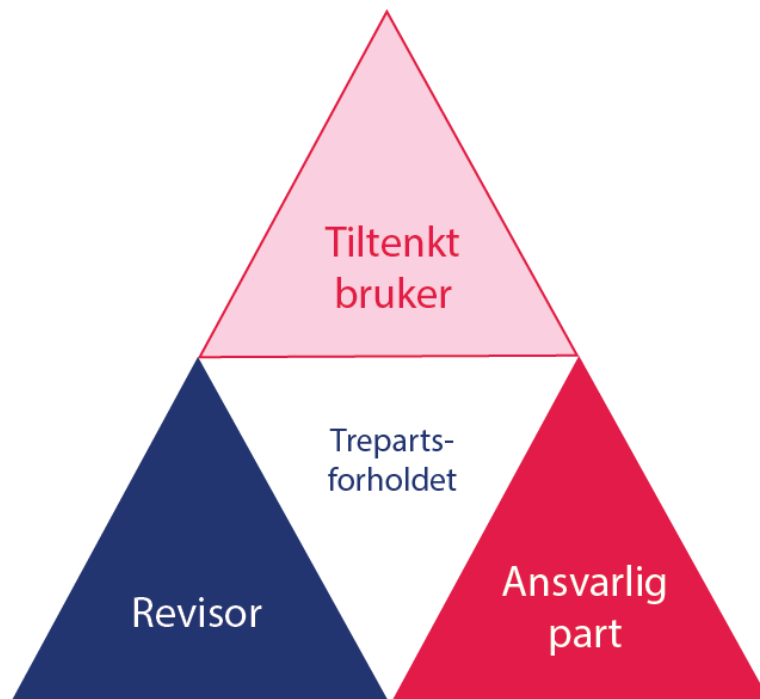 Tiltenkt
bruker
Treparts-
forholdet
Revisor
Ansvarlig
part